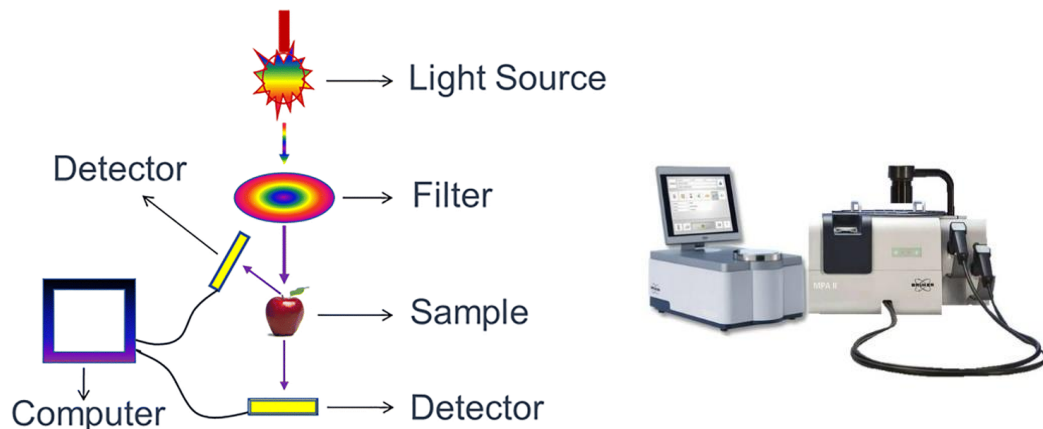 Light Source
Detector
Filter
Sample
Computer
Detector
MPA II
BRUKER